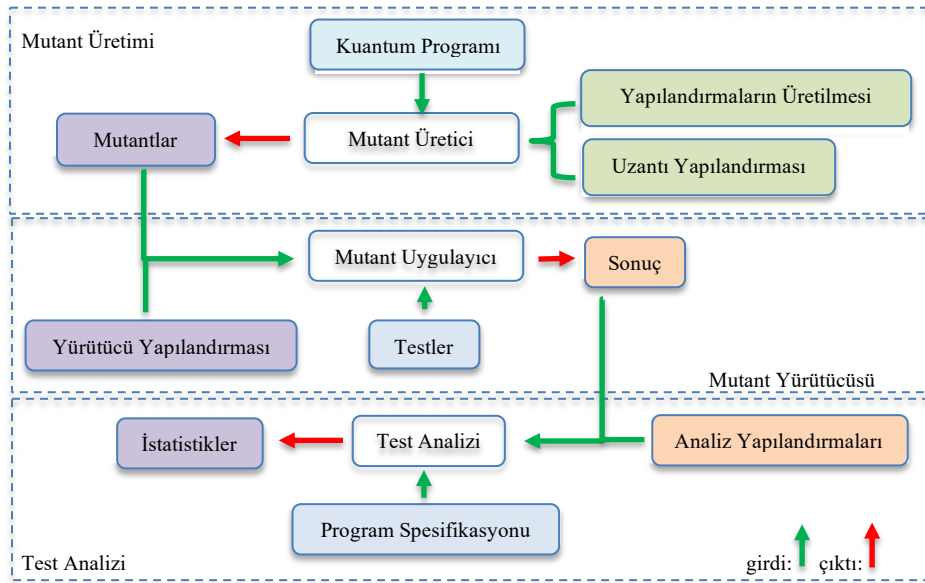 Mutant Üretimi
Kuantum Programı
Yapılandırmaların Üretilmesi
Mutantlar
Mutant Üretici
Uzantı Yapılandırması
Mutant Uygulayıcı
Sonuç
Yürütücü Yapılandırması
Testler
Mutant Yürütücüsü
İstatistikler
Test Analizi
Analiz Yapılandırmaları
Program Spesifikasyonu
Test Analizi
girdi: çıktı: